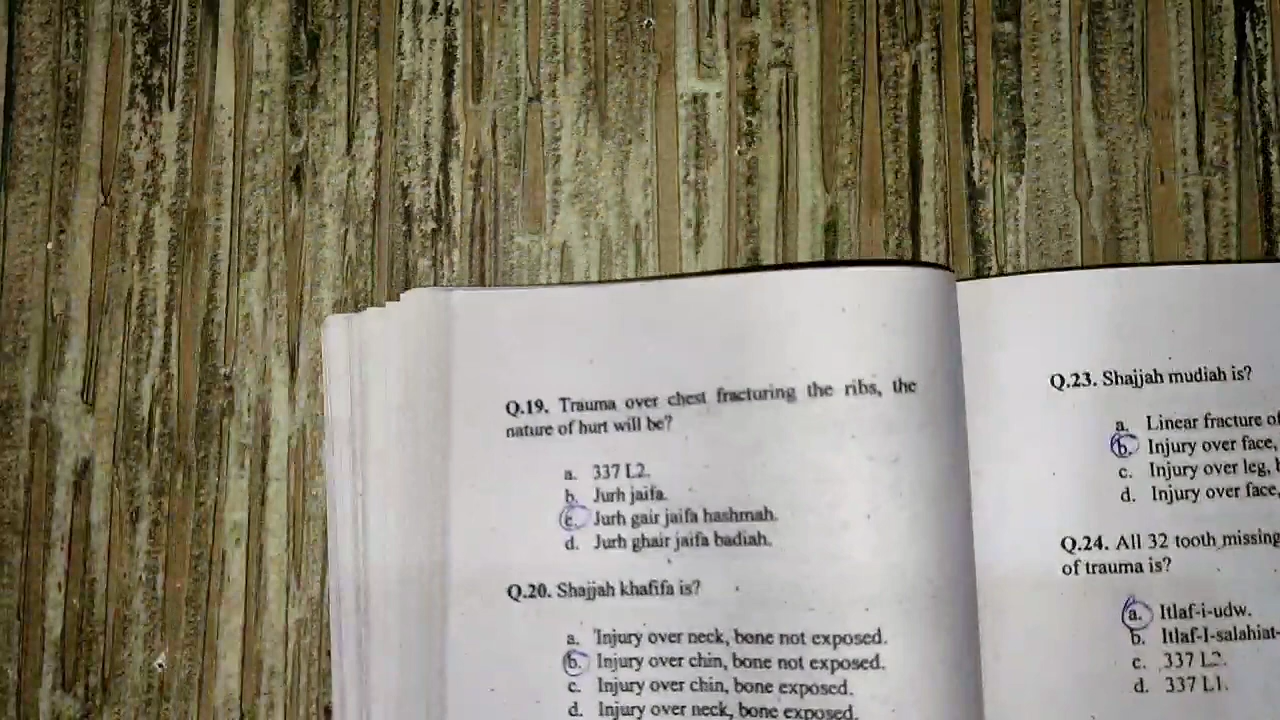 Q.19. Trauma over chest fracturing the ribs, the
nature of hurt will be?
a. 337 L2.
b. Jurh jaifa.
c. Jurh gair jaifa hashmah.
d. Jurh ghair jaifa badiah.
Q.20. Shajjah khafifa is?
a. Injury over neck, bone not exposed.
b. Injury over chin, bone not exposed.
c. Injury over chin, bone exposed.
d. Injury over neck, bone exposed.
Q.23. Shajjah mudiah is?
a. Linear fracture of
b. Injury over face,
c. Injury over leg,
d. Injury over face,
Q.24. All 32 tooth missing
of trauma is?
a. Itlaf-i-udw.
b. Itlaf-I-salahiat-
c. 337 L2.
d. 337 L1.